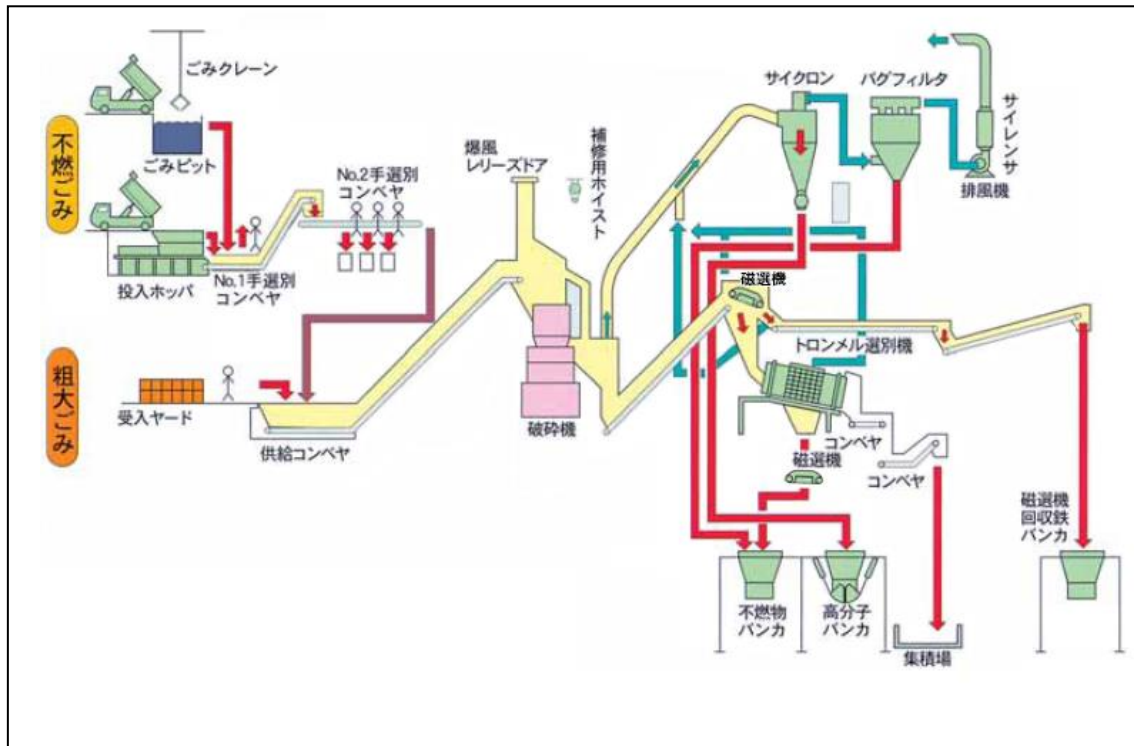 ごみクレーン
不燃ごみ
ごみピット
投入ホッパ
No.1手選別
コンベヤ
No.2手選別
コンベヤ
粗大ごみ
受入ヤード
供給コンベヤ
爆風
レリーズドア
補修用ホイスト
破砕機
サイクロン
バグフィルタ
サイレンサ
排風機
磁選機
トロンメル選別機
コンベヤ
コンベヤ
磁選機
不燃物
バンカ
高分子
バンカ
集積場
磁選機
回収鉄
バンカ